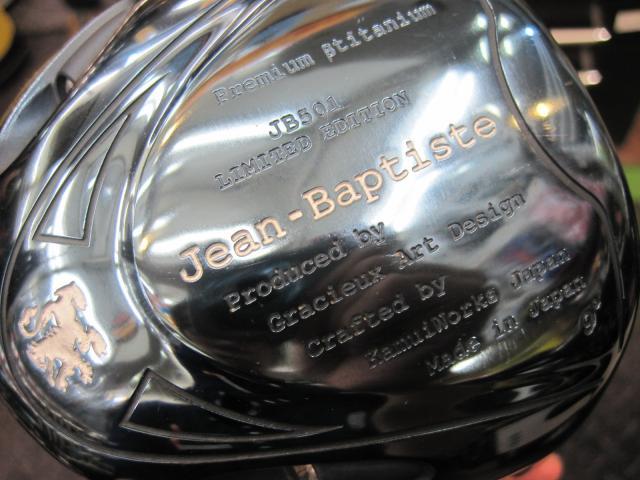 Premium βtitanium
JB501
LIMITED EDITION
Jean-Baptiste
Produced by
Gracieux Art Design
Crafted by
KamuiWorks Japan
Made in Japan
9°